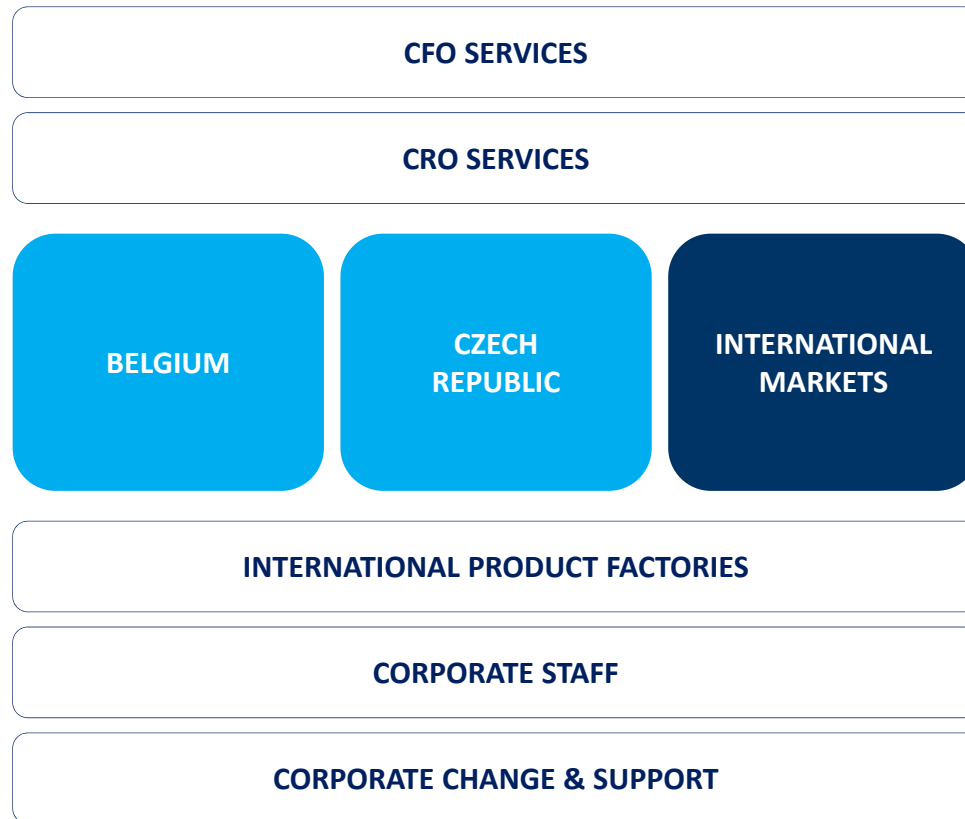 CFO SERVICES
CRO SERVICES
BELGIUM
CZECH
REPUBLIC
INTERNATIONAL
MARKETS
INTERNATIONAL PRODUCT FACTORIES
CORPORATE STAFF
CORPORATE CHANGE & SUPPORT